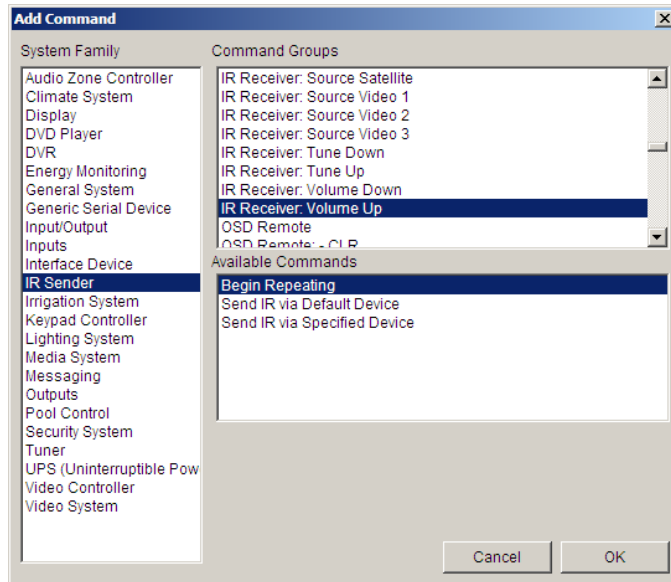 Add Command
System Family
Audio Zone Controller
Climate System
Display
DVD Player
DVR
Energy Monitoring
General System
Generic Serial Device
Input/Output
Inputs
Interface Device
IR Sender
Irrigation System
Keypad Controller
Lighting System
Media System
Messaging
Outputs
Pool Control
Security System
Tuner
UPS (Uninterruptible Pow
Video Controller
Video System
Command Groups
IR Receiver: Source Satellite
IR Receiver: Source Video 1
IR Receiver: Source Video 2
IR Receiver: Source Video 3
IR Receiver: Tune Down
IR Receiver: Tune Up
IR Receiver: Volume Down
IR Receiver: Volume Up
OSD Remote
OSD Remote: - CLR
Available Commands
Begin Repeating
Send IR via Default Device
Send IR via Specified Device
Cancel
OK